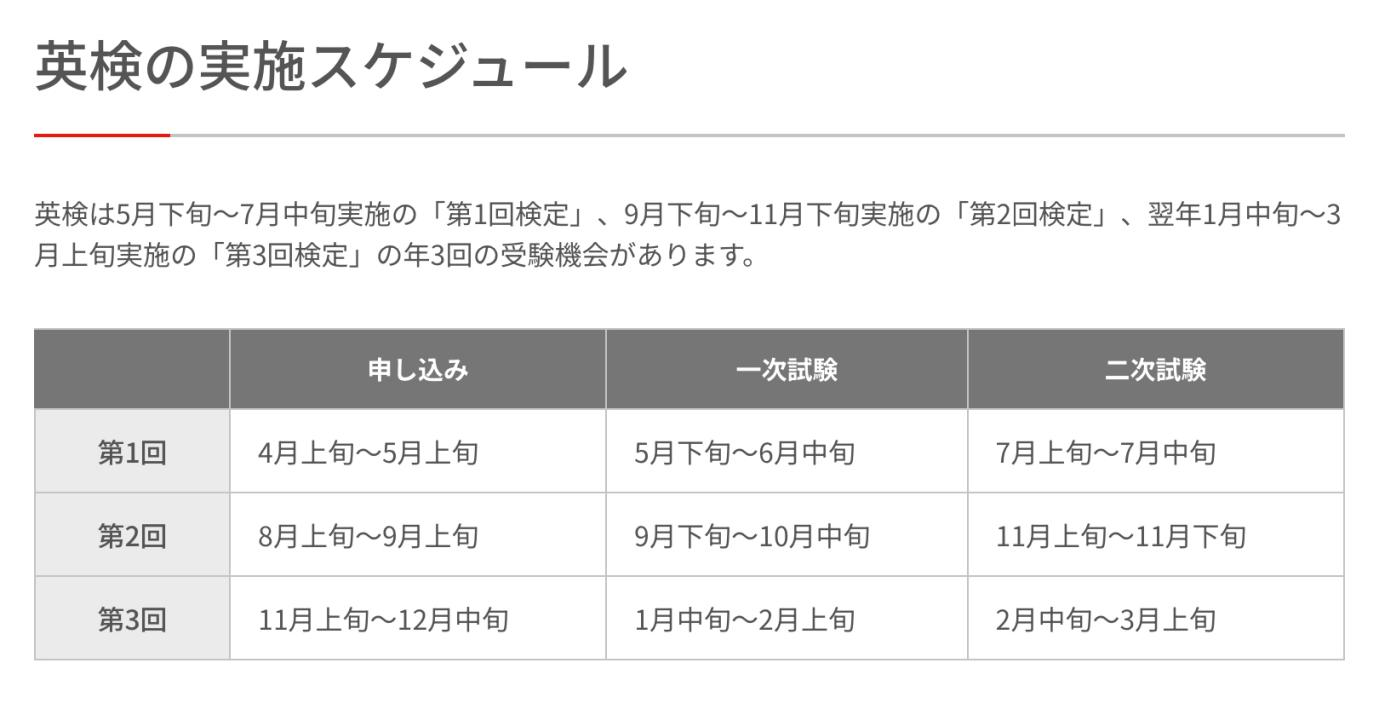 英検の実施スケジュール
英検は5月下旬～7月中旬実施の「第1回検定」、9月下旬～11月下旬実施の「第2回検定」、翌年1月中旬～3
月上旬実施の「第3回検定」の年3回の受験機会があります。
申し込み 一次試験 二次試験
第1回 4月上旬～5月上旬 5月下旬～6月中旬 7月上旬～7月中旬
第2回 8月上旬～9月上旬 9月下旬～10月中旬 11月上旬～11月下旬
第3回 11月上旬～12月中旬 1月中旬～2月上旬 2月中旬～3月上旬